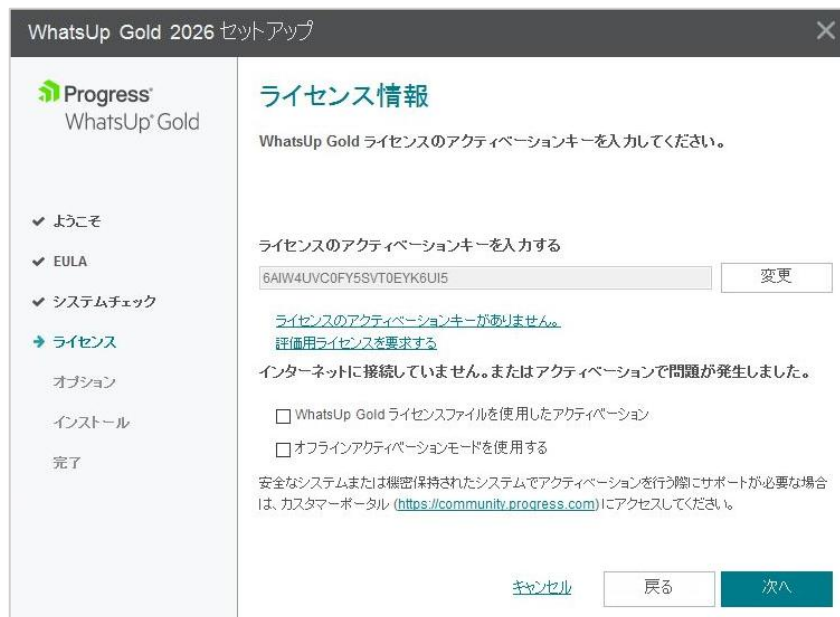 WhatsUp Gold 2026 セットアップ
Progress®
WhatsUp® Gold
ようこそ
EULA
システムチェック
ライセンス
オプション
インストール
完了
ライセンス情報
WhatsUp Gold ライセンスのアクティベーションキーを入力してください。
ライセンスのアクティベーションキーを入力する
6AIW4UVC0FY5SVT0EYK6UI5
変更
ライセンスのアクティベーションキーがありません。
評価用ライセンスを要求する
インターネットに接続していません。またはアクティベーションで問題が発生しました。
WhatsUp Gold ライセンスファイルを使用したアクティベーション
オフラインアクティベーションモードを使用する
安全なシステムまたは機密保持されたシステムでアクティベーションを行う際にサポートが必要な場合
は、カスタマーポータル (https://community.progress.com)にアクセスしてください。
キャンセル
戻る
次へ